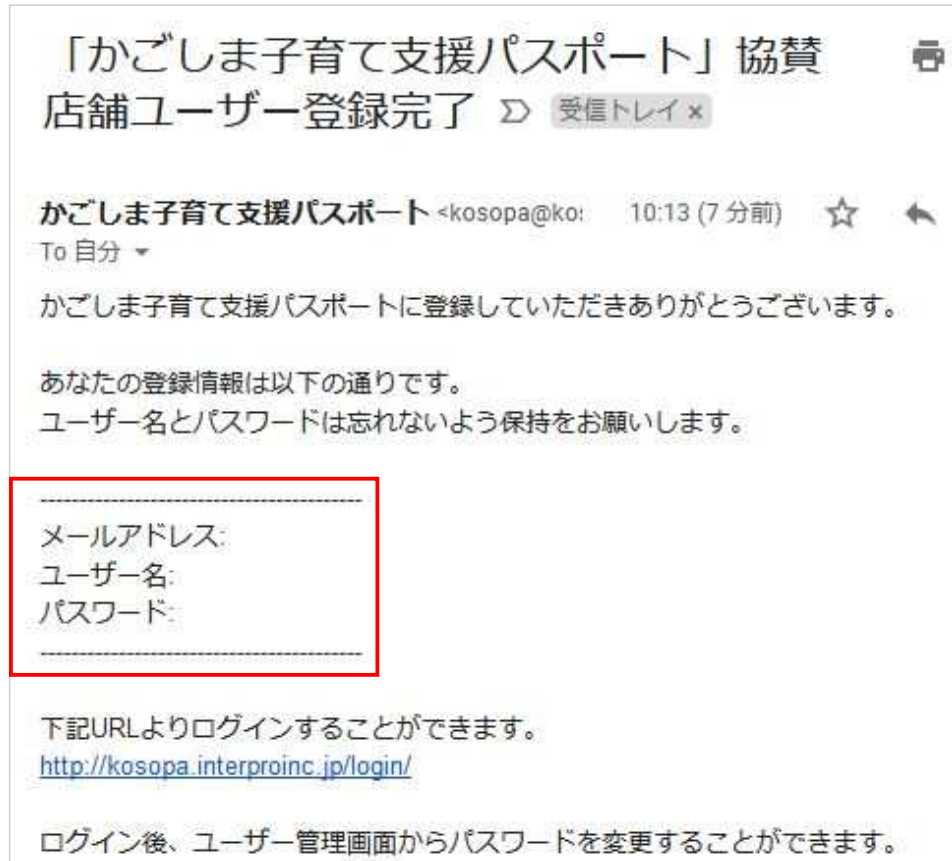 「かごしま子育て支援パスポート」協賛
店舗ユーザー登録完了 受信トレイ x
かごしま子育て支援パスポート <kosopa@ko: 10:13 (7 分前)
To 自分
かごしま子育て支援パスポートに登録していただきありがとうございます。
あなたの登録情報は以下の通りです。
ユーザー名とパスワードは忘れないよう保持をお願いします。
------------------------------------------
メールアドレス:
ユーザー名:
パスワード:
------------------------------------------
下記URLよりログインすることができます。
http://kosopa.interproinc.jp/login/
ログイン後、ユーザー管理画面からパスワードを変更することができます。